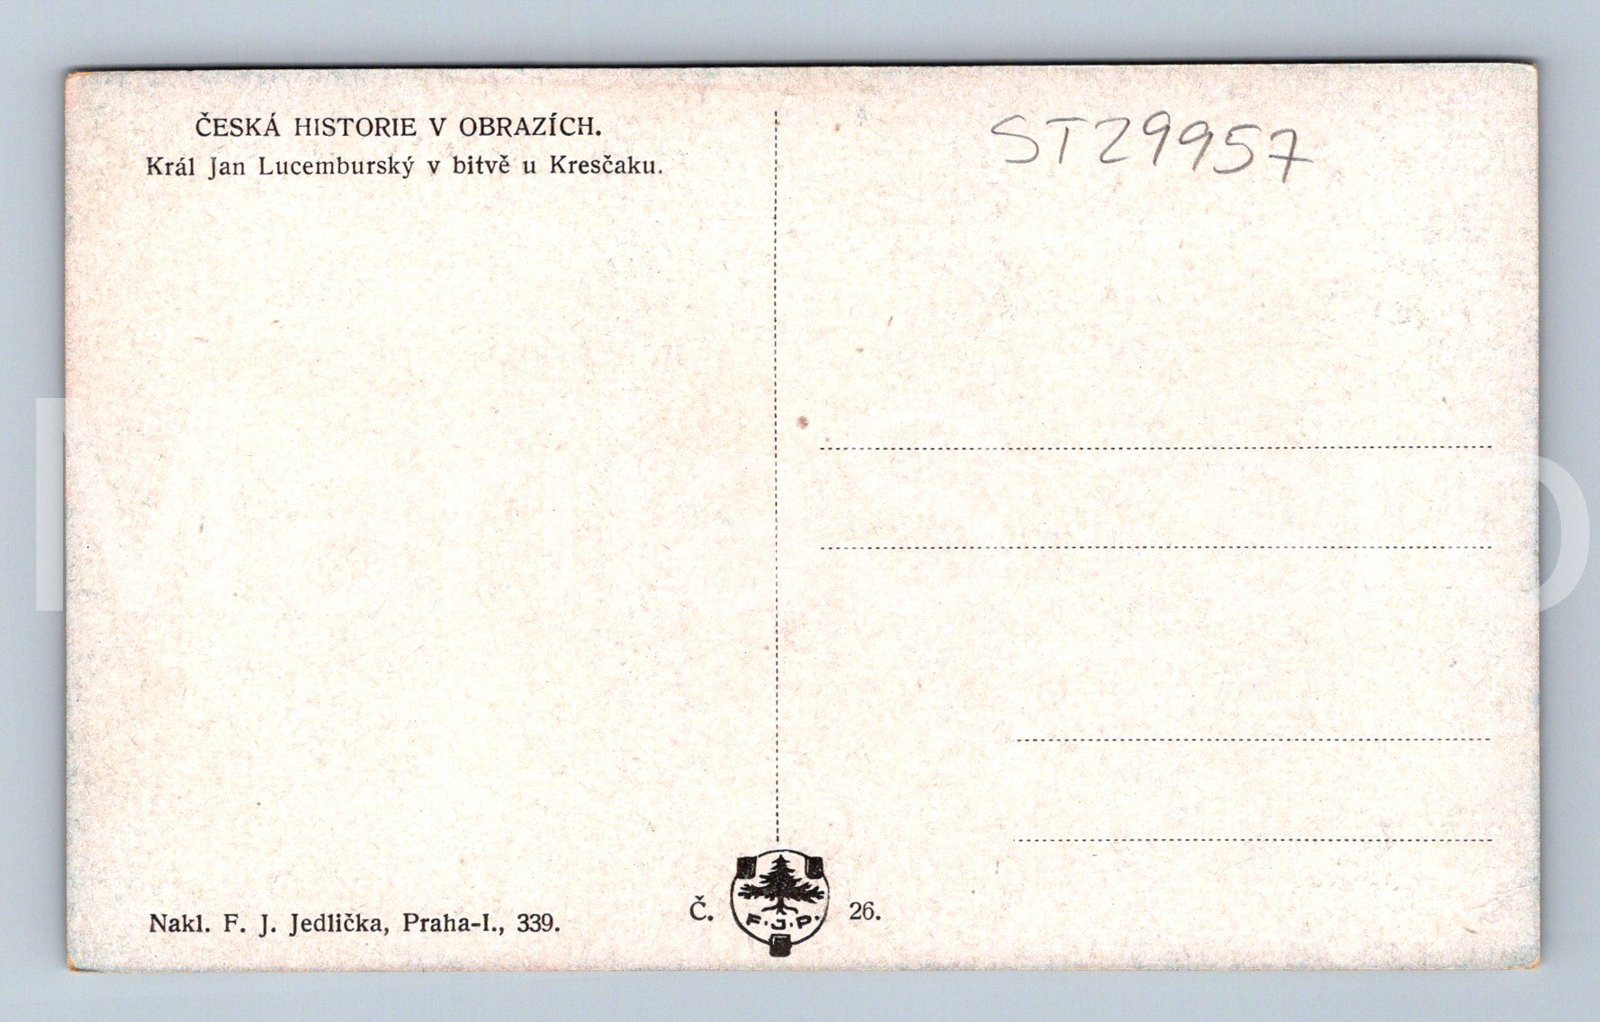 ČESKÁ HISTORIE V OBRAZÍCH.
Král Jan Lucemburský v bitvě u Kresčaku.
ST29957
Nakl. F. J. Jedlička, Praha-I., 339.
Č. 26.
F. J. P.